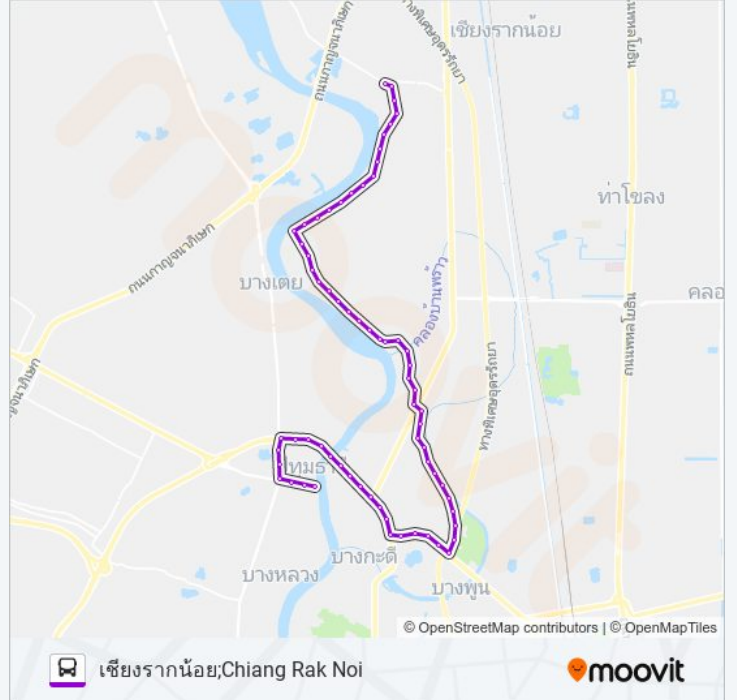 ถนนกาญจนาภิเษก
ทางพิเศษอุดรรัถยา
เชียงรากน้อย
ถนนพหลโยธิน
ท่าโขลง
ถนนกาญจนาภิเษก
บางเตย
คลองบ้านพร้าว
คลอ
ถนนพหลโยธิน
ทางพิเศษอุดรรัถยา
บางกะดี
บางหลวง
บางพูน
© OpenStreetMap contributors | © OpenMapTiles
เชียงรากน้อย;Chiang Rak Noi
moovit